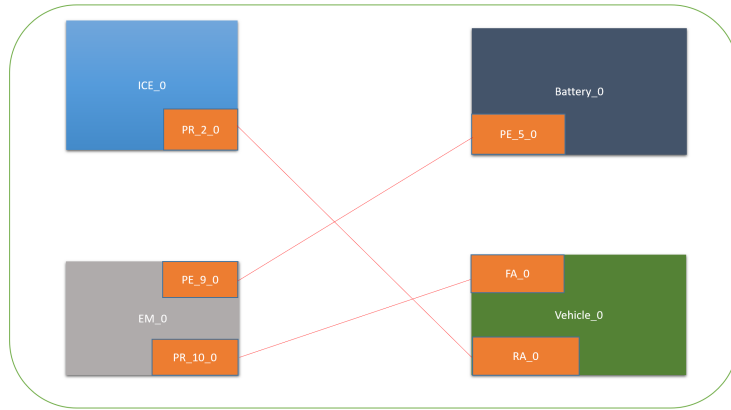 ICE_0
PR_2_0
Battery_0
PE_5_0
PE_9_0
EM_0
PR_10_0
FA_0
Vehicle_0
RA_0